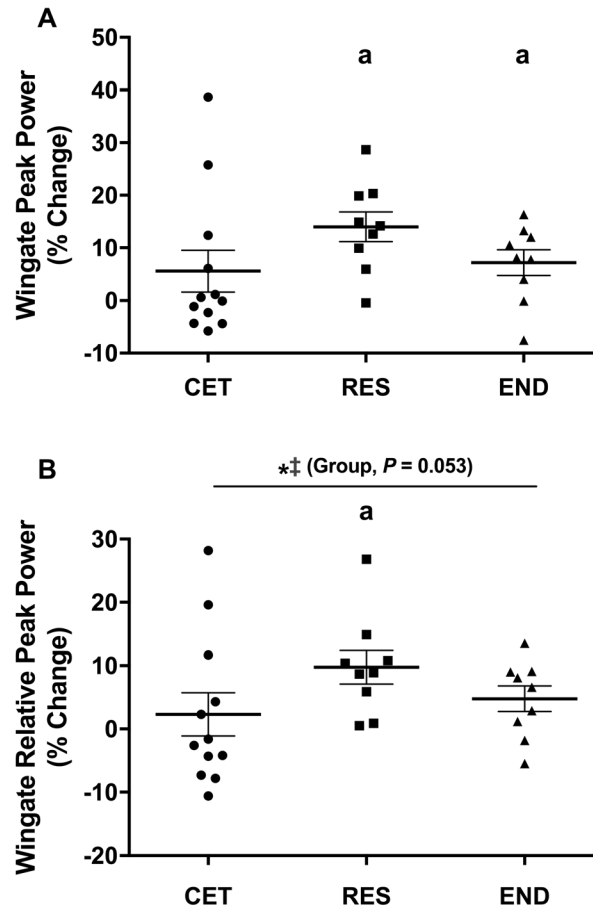 A
Wingate Peak Power
(% Change)
50
40
30
20
10
0
-10
a
a
CET
RES
END
B
*‡ (Group, P = 0.053)
a
Wingate Relative Peak Power
(% Change)
30
20
10
0
-10
-20
CET
RES
END